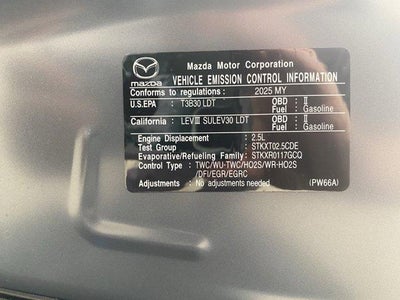 Mazda Motor Corporation
mazda
VEHICLE EMISSION CONTROL INFORMATION
Conforms to regulations : 2025 MY
U.S.EPA : T3B30 LDT OBD : II
Fuel : Gasoline
California : LEVⅢ SULEV30 LDT OBD : II
Fuel : Gasoline
Engine Displacement : 2.5L
Test Group : STKXT02.5CDE
Evaporative/Refueling Family: STKXR0117GCQ
Control Type : TWC/WU-TWC/HO2S/WR-HO2S
/DFI/EGR/EGRC
Adjustments : No adjustments needed (PW66A)